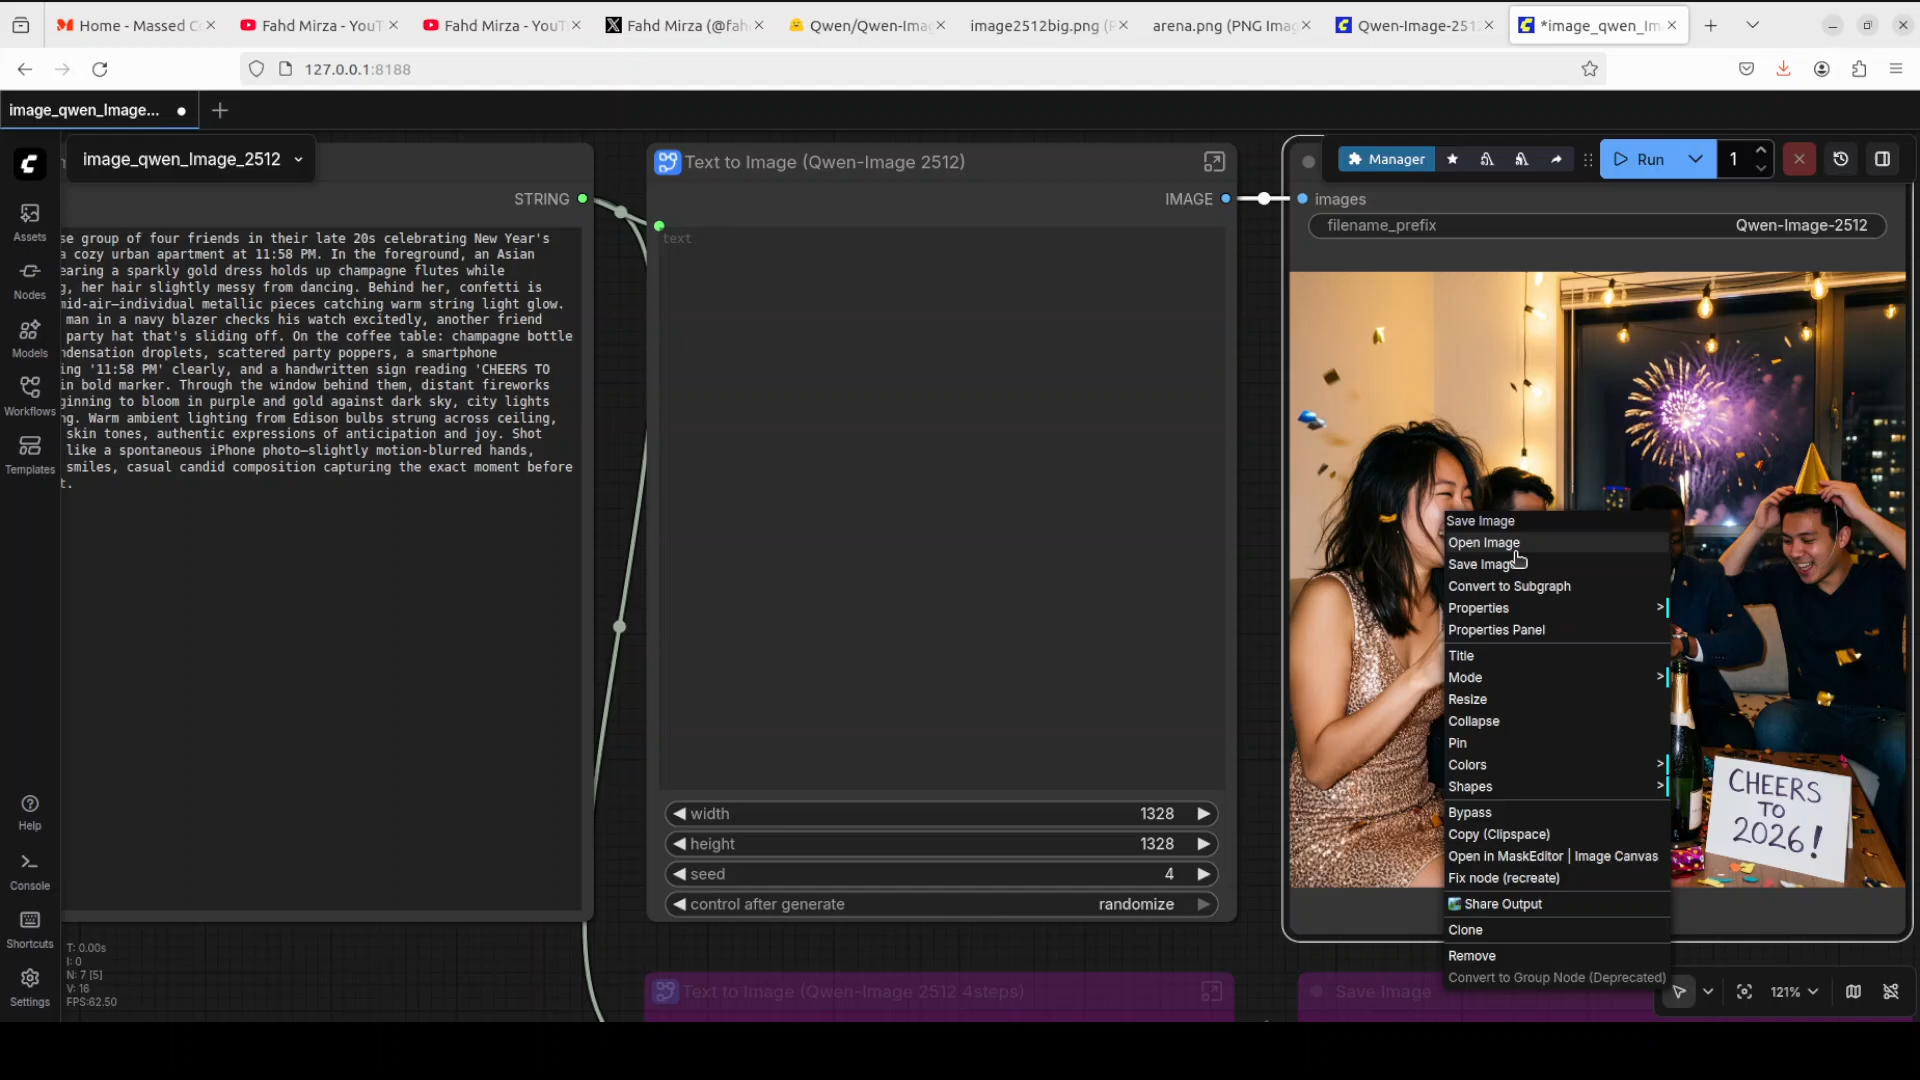 Home - Massed Co
Fahd Mirza - YouT
Fahd Mirza - YouT
Fahd Mirza (@fah
Qwen/Qwen-Imag
image2512big.png (P
arena.png (PNG Imag
Qwen-Image-251
*image_qwen_Im
127.0.0.1:8188
image_qwen_Image...
image_qwen_Image_2512
Assets
Nodes
Models
Workflows
Templates
Help
Console
Shortcuts
Settings
STRING
se group of four friends in their late 20s celebrating New Year's
a cozy urban apartment at 11:58 PM. In the foreground, an Asian
earing a sparkly gold dress holds up champagne flutes while
g, her hair slightly messy from dancing. Behind her, confetti is
mid-air—individual metallic pieces catching warm string light glow.
man in a navy blazer checks his watch excitedly, another friend
party hat that's sliding off. On the coffee table: champagne bottle
ndensation droplets, scattered party poppers, a smartphone
ing '11:58 PM' clearly, and a handwritten sign reading 'CHEERS TO
in bold marker. Through the window behind them, distant fireworks
ginning to bloom in purple and gold against dark sky, city lights
ng. Warm ambient lighting from Edison bulbs strung across ceiling,
skin tones, authentic expressions of anticipation and joy. Shot
like a spontaneous iPhone photo—slightly motion-blurred hands,
smiles, casual candid composition capturing the exact moment before
t.
T: 0.00s
I: 0
N: 7 [5]
V: 16
FPS:62.50
Text to Image (Qwen-Image 2512)
IMAGE
text
width 1328
height 1328
seed 4
control after generate randomize
Text to Image (Qwen-Image 2512 4steps)
Manager
Run
1
images
filename_prefix Qwen-Image-2512
Save Image
Open Image
Save Image
Convert to Subgraph
Properties >
Properties Panel
Title
Mode >
Resize
Collapse
Pin
Colors >
Shapes >
Bypass
Copy (Clipspace)
Open in MaskEditor | Image Canvas
Fix node (recreate)
Share Output
Clone
Remove
Convert to Group Node (Deprecated)
CHEERS
TO
2026!
Save Image
121%